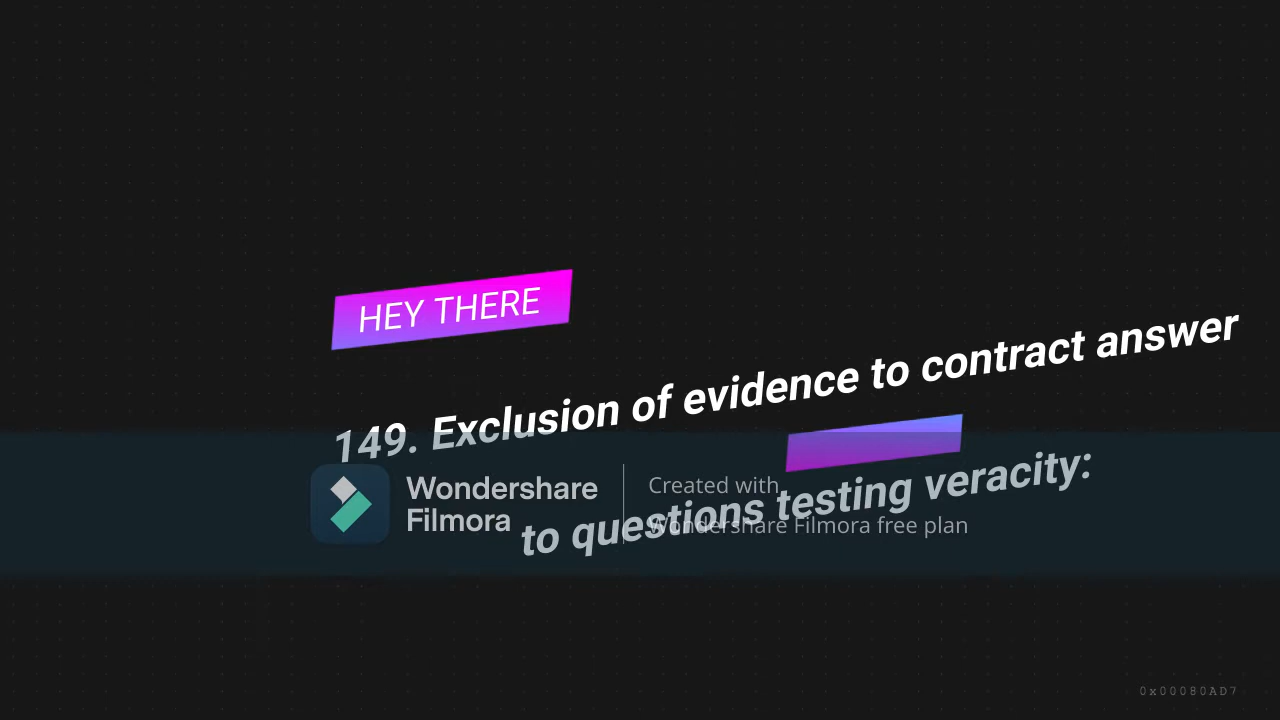 HEY THERE
149. Exclusion of evidence to contract answer
to questions testing veracity:
Wondershare
Filmora
Created with
Wondershare Filmora free plan
0x00080AD7